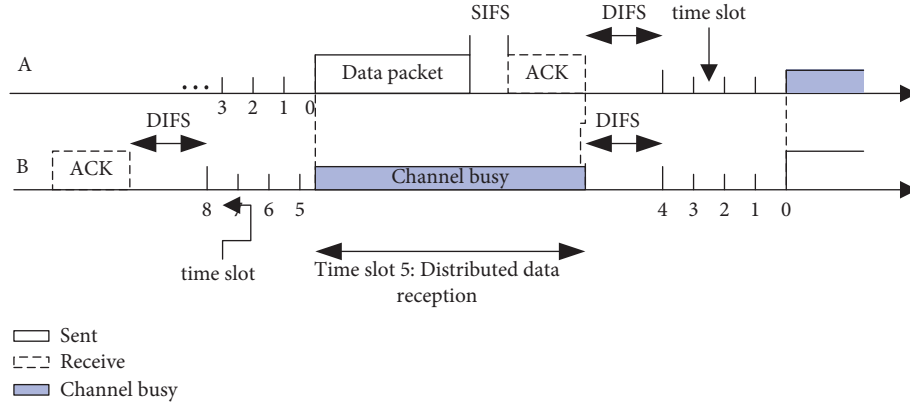 SIFS
DIFS
time slot
A
Data packet
ACK
...
3 2 1 0
DIFS
DIFS
B
ACK
Channel busy
8 7 6 5
4 3 2 1 0
time slot
Time slot 5: Distributed data
reception
Sent
Receive
Channel busy